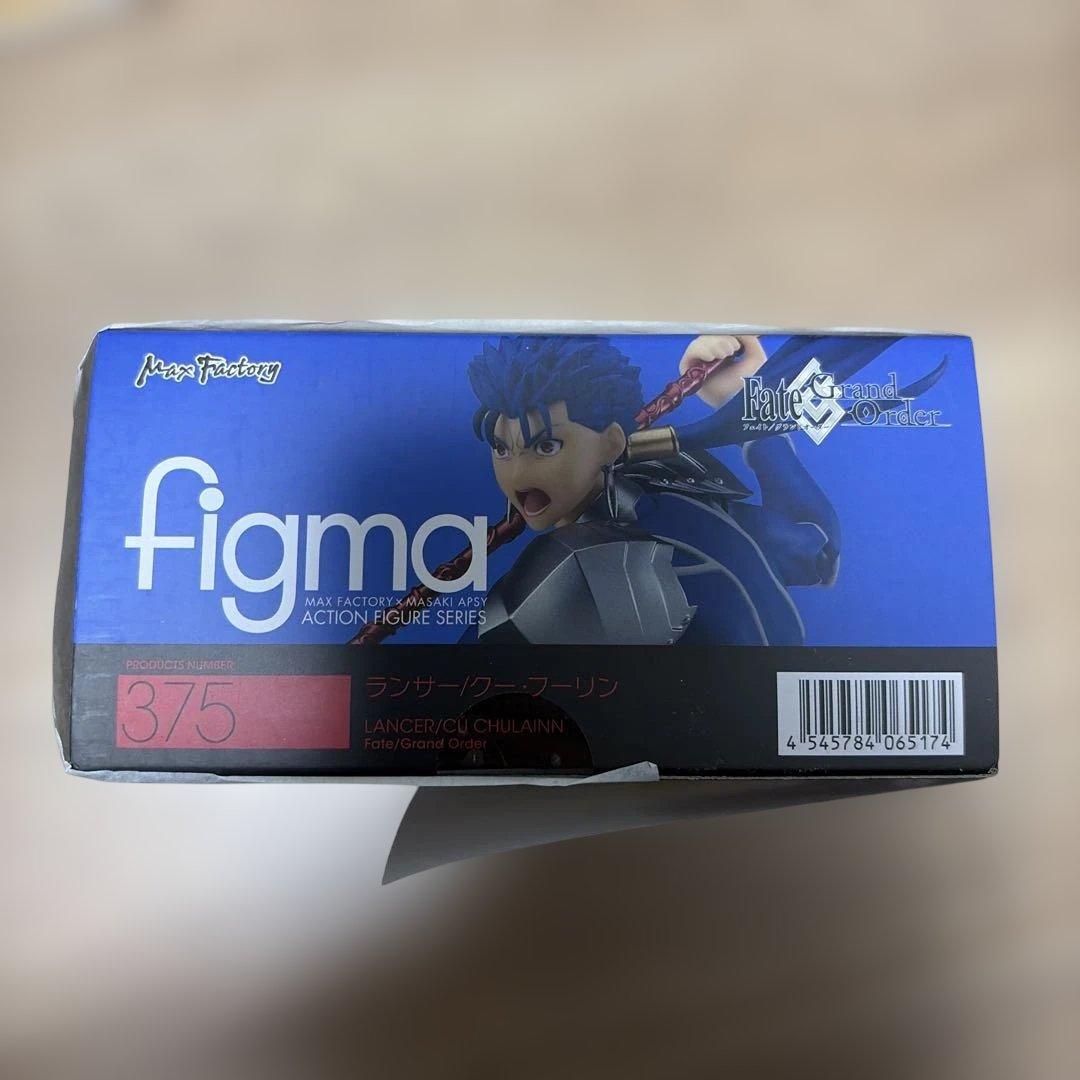 Max Factory
Fate/Grand Order
フェイト/グランドオーダー
figma
MAX FACTORY × MASAKI APSY
ACTION FIGURE SERIES
PRODUCTS NUMBER
375
ランサー/クー・フーリン
LANCER/CÚ CHULAINN
Fate/Grand Order
4 545784 065174